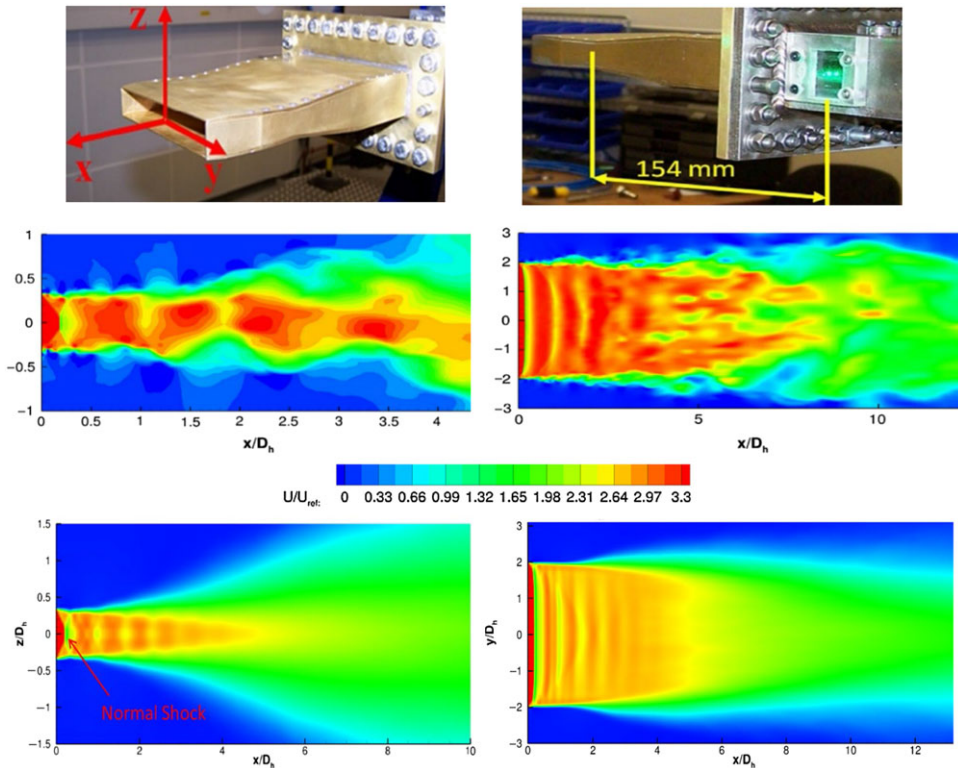 z
x
y
154 mm
1
0.5
0
−0.5
−1
0 0.5 1 1.5 2 2.5 3 3.5 4
x/Dh
3
2
1
0
−1
−2
−3
0 5 10
x/Dh
U/Uref: 0 0.33 0.66 0.99 1.32 1.65 1.98 2.31 2.64 2.97 3.3
1.5
1
0.5
0
−0.5
−1
−1.5
z/Dh
Normal Shock
0 2 4 6 8 10
x/Dh
3
2
1
0
−1
−2
−3
y/Dh
0 2 4 6 8 10 12
x/Dh